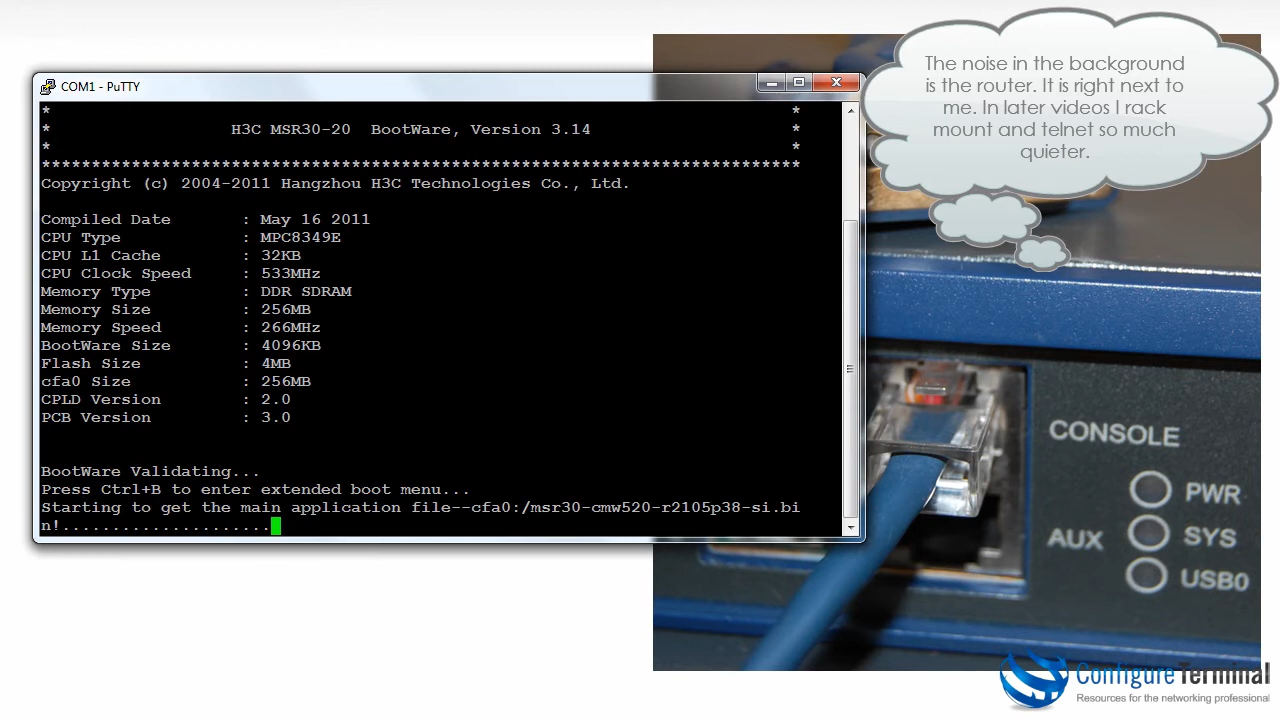 COM1 - PuTTY
* *
* H3C MSR30-20 BootWare, Version 3.14 *
* *
****************************************************************************
Copyright (c) 2004-2011 Hangzhou H3C Technologies Co., Ltd.
Compiled Date : May 16 2011
CPU Type : MPC8349E
CPU L1 Cache : 32KB
CPU Clock Speed : 533MHz
Memory Type : DDR SDRAM
Memory Size : 256MB
Memory Speed : 266MHz
BootWare Size : 4096KB
Flash Size : 4MB
cfa0 Size : 256MB
CPLD Version : 2.0
PCB Version : 3.0
BootWare Validating...
Press Ctrl+B to enter extended boot menu...
Starting to get the main application file--cfa0:/msr30-cmw520-r2105p38-si.bi
n!.....................
The noise in the background
is the router. It is right next to
me. In later videos I rack
mount and telnet so much
quieter.
CONSOLE
PWR
AUX
SYS
USB0
Configure Terminal
Resources for the networking professional